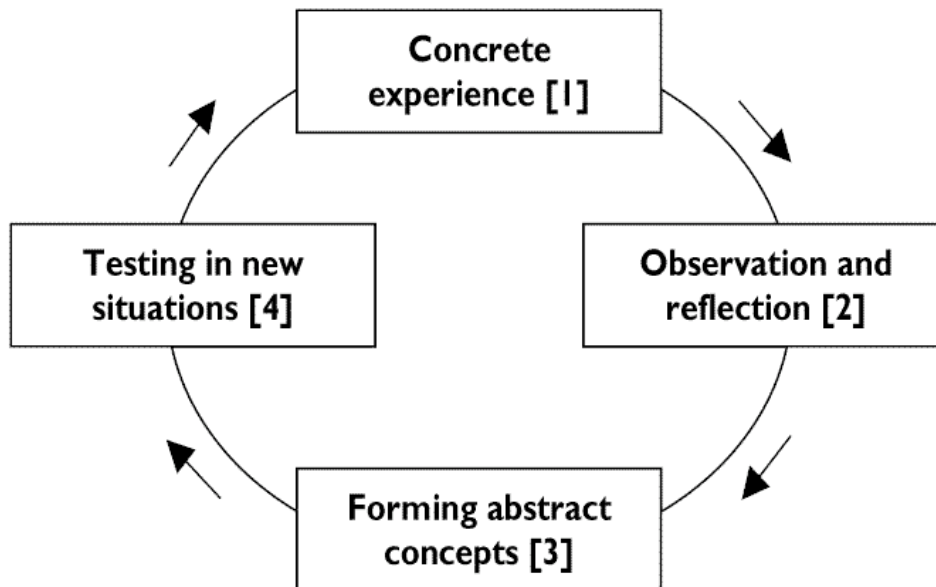 Concrete
experience [1]
Observation and
reflection [2]
Forming abstract
concepts [3]
Testing in new
situations [4]